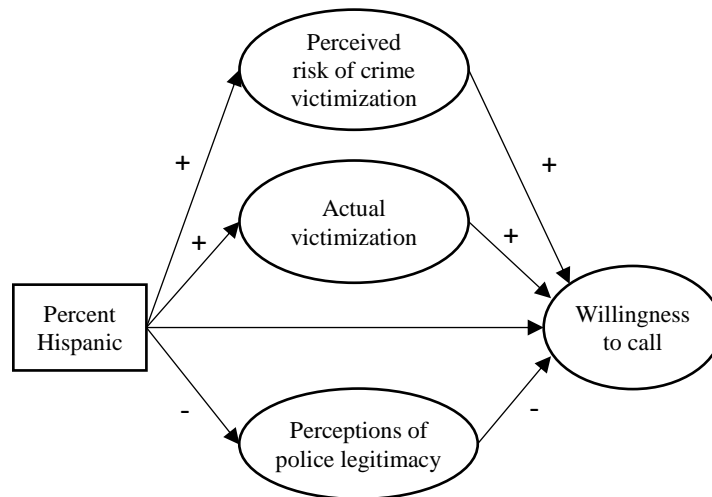 Perceived
risk of crime
victimization
+
+
Actual
victimization
+
+
Percent
Hispanic
Willingness
to call
-
-
Perceptions of
police legitimacy